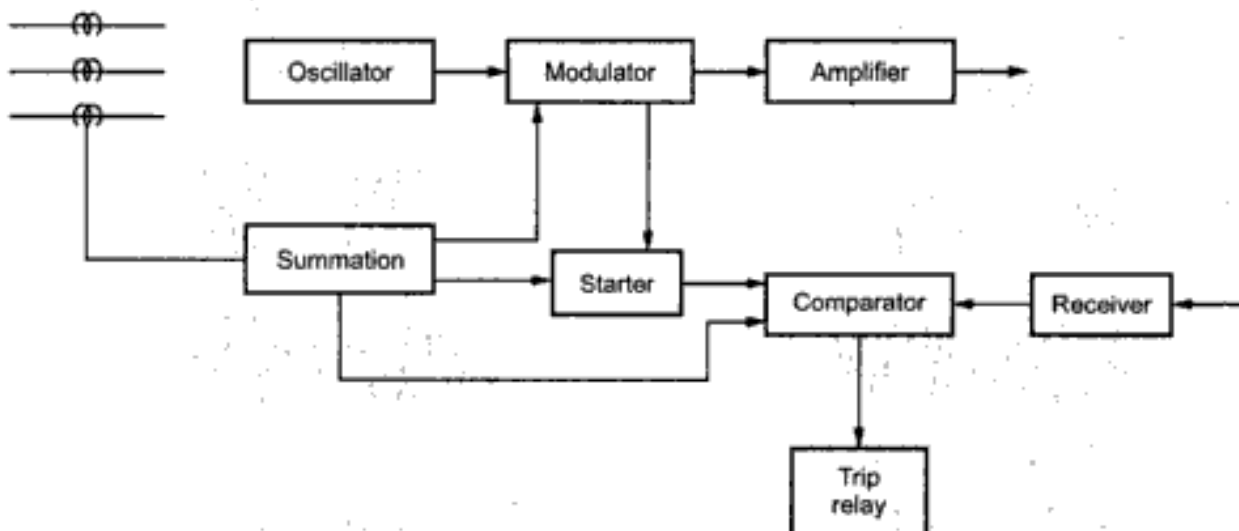 Oscillator
Modulator
Amplifier
Summation
Starter
Comparator
Receiver
Trip
relay